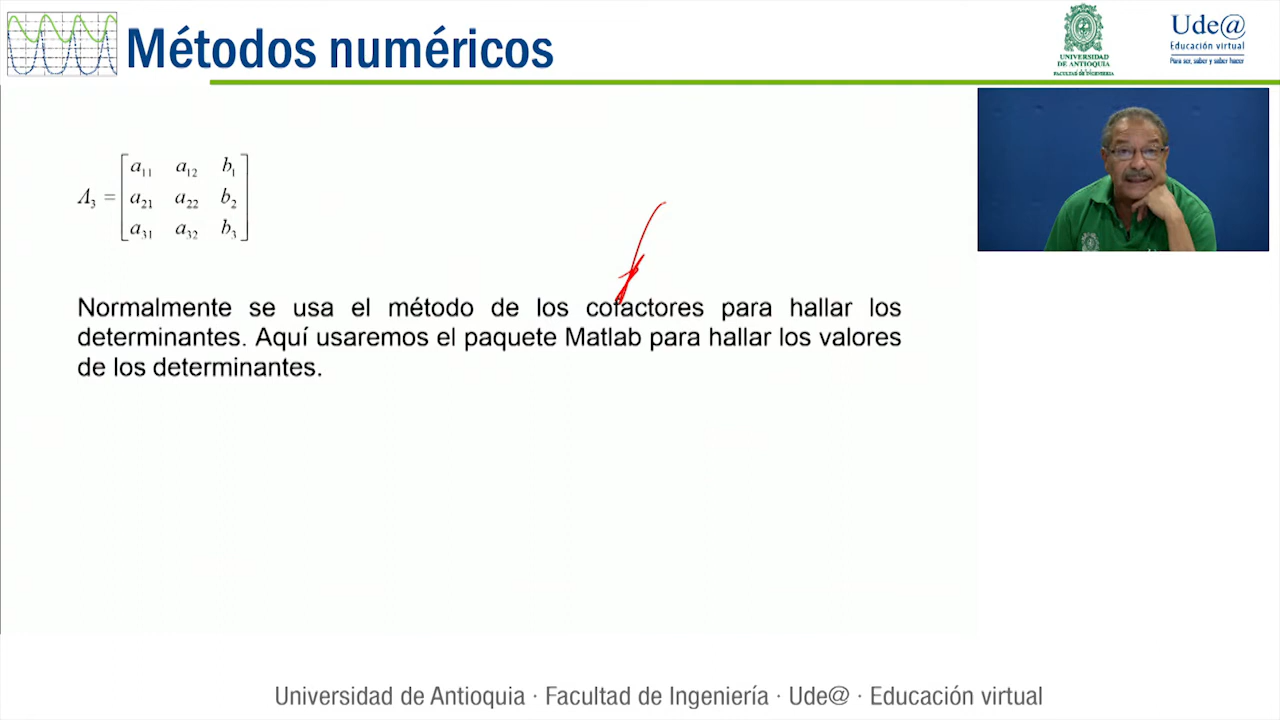 Métodos numéricos
UNIVERSIDAD
DE ANTIOQUIA
FACULTAD DE INGENIERÍA
Ude@
Educación virtual
Para ser, saber y saber hacer
A₃ = [a₁₁ a₁₂ b₁
a₂₁ a₂₂ b₂
a₃₁ a₃₂ b₃]
Normalmente se usa el método de los cofactores para hallar los
determinantes. Aquí usaremos el paquete Matlab para hallar los valores
de los determinantes.
Universidad de Antioquia · Facultad de Ingeniería · Ude@ · Educación virtual